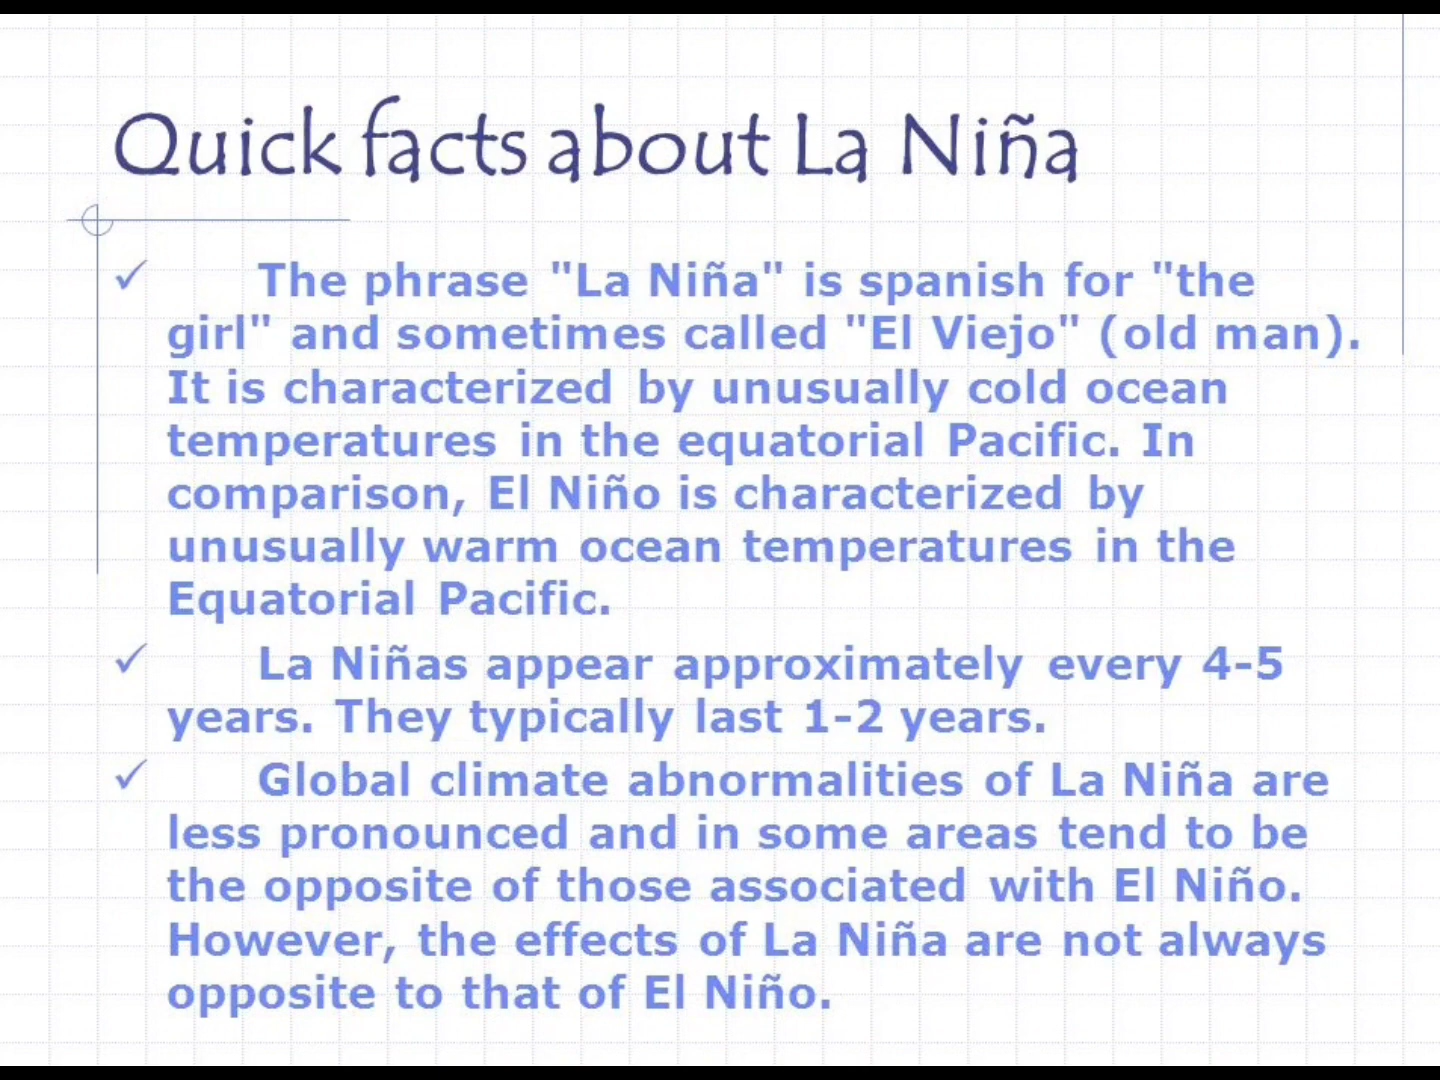 Quick facts about La Niña
✓ The phrase "La Niña" is spanish for "the
girl" and sometimes called "El Viejo" (old man).
It is characterized by unusually cold ocean
temperatures in the equatorial Pacific. In
comparison, El Niño is characterized by
unusually warm ocean temperatures in the
Equatorial Pacific.
✓ La Niñas appear approximately every 4-5
years. They typically last 1-2 years.
✓ Global climate abnormalities of La Niña are
less pronounced and in some areas tend to be
the opposite of those associated with El Niño.
However, the effects of La Niña are not always
opposite to that of El Niño.